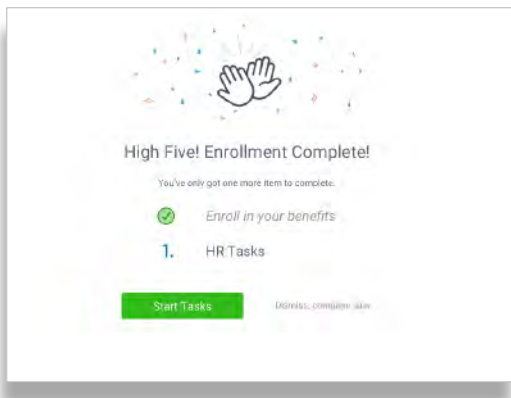 High Five! Enrollment Complete!
You've only got one more item to complete.
Enroll in your benefits
1. HR Tasks
Start Tasks
Dismiss, complete later